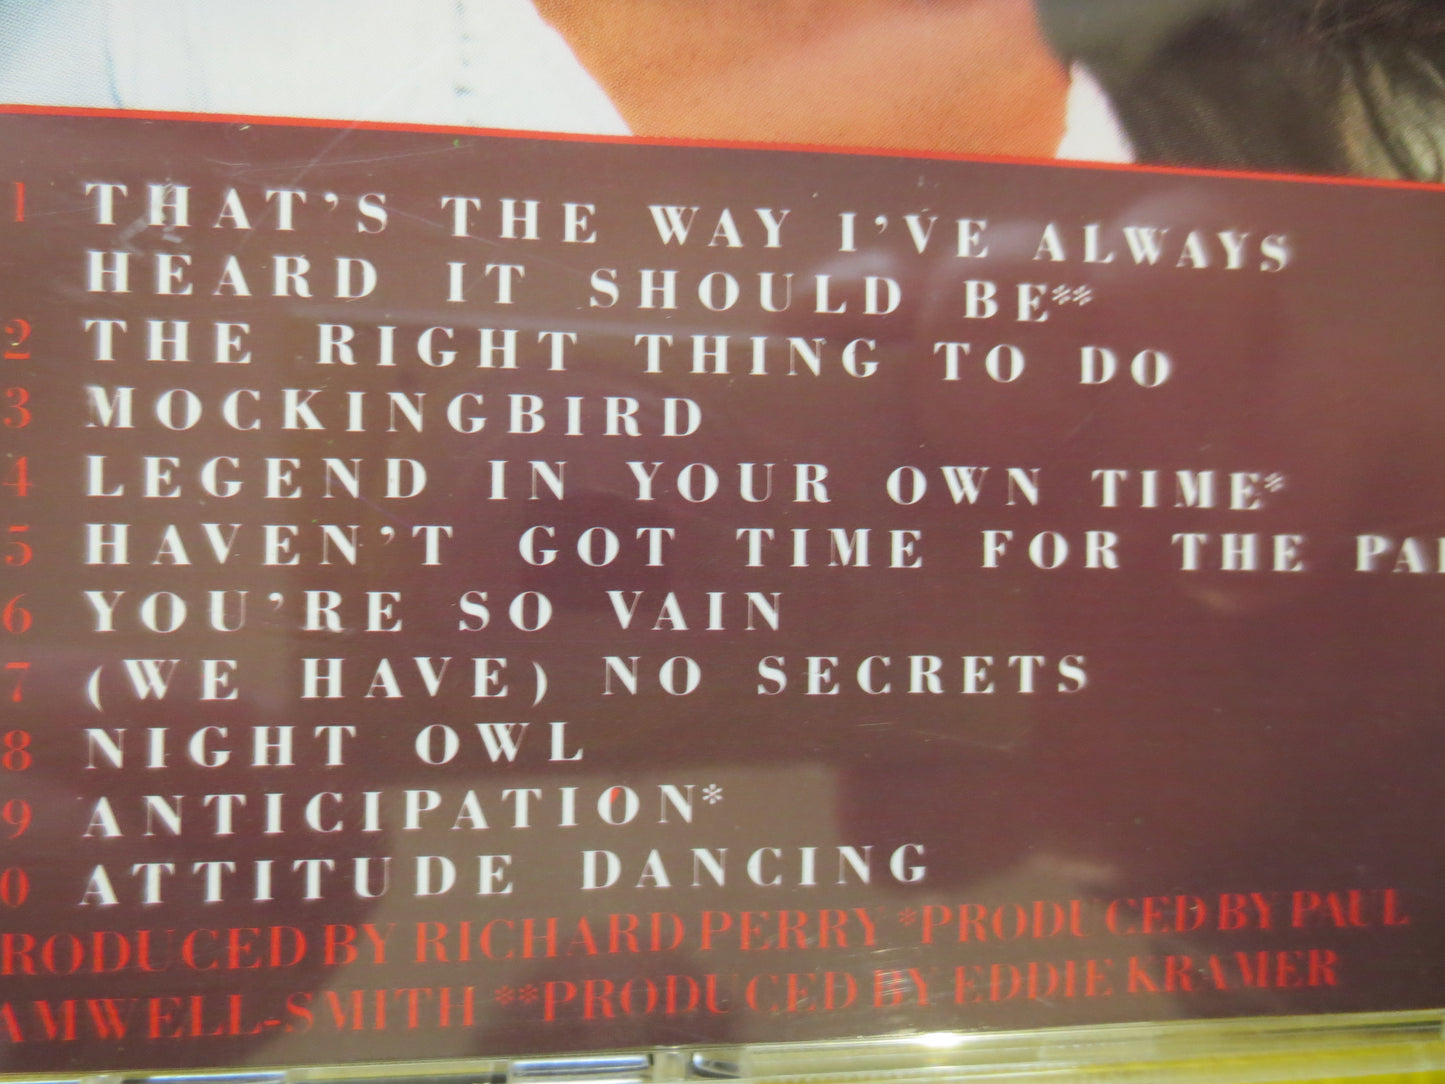 1 THAT'S THE WAY I'VE ALWAYS
HEARD IT SHOULD BE**
2 THE RIGHT THING TO DO
3 MOCKINGBIRD
4 LEGEND IN YOUR OWN TIME*
5 HAVEN'T GOT TIME FOR THE PAI
6 YOU'RE SO VAIN
7 (WE HAVE) NO SECRETS
8 NIGHT OWL
9 ANTICIPATION*
0 ATTITUDE DANCING
RODUCED BY RICHARD PERRY *PRODUCED BY PAUL
AMWELL-SMITH **PRODUCED BY EDDIE KRAMER